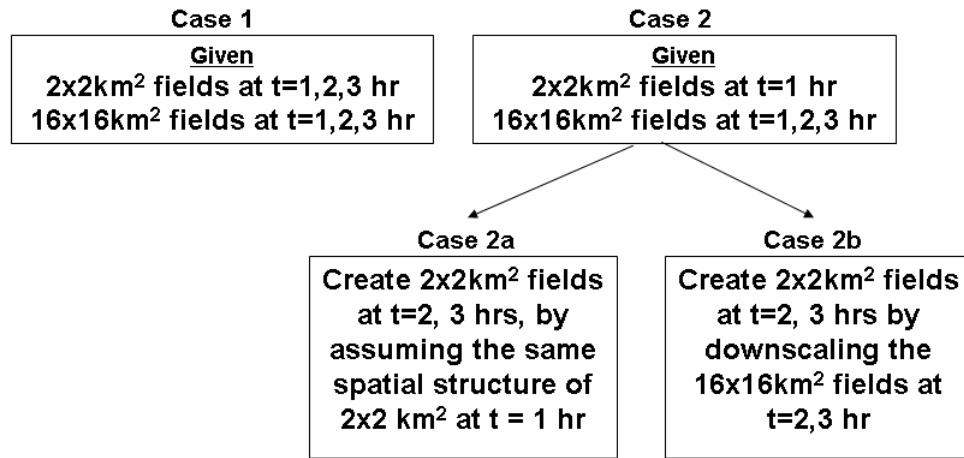 Case 1
Given
2x2km² fields at t=1,2,3 hr
16x16km² fields at t=1,2,3 hr
Case 2
Given
2x2km² fields at t=1 hr
16x16km² fields at t=1,2,3 hr
Case 2a
Create 2x2km² fields
at t=2, 3 hrs, by
assuming the same
spatial structure of
2x2 km² at t = 1 hr
Case 2b
Create 2x2km² fields
at t=2, 3 hrs by
downscaling the
16x16km² fields at
t=2,3 hr